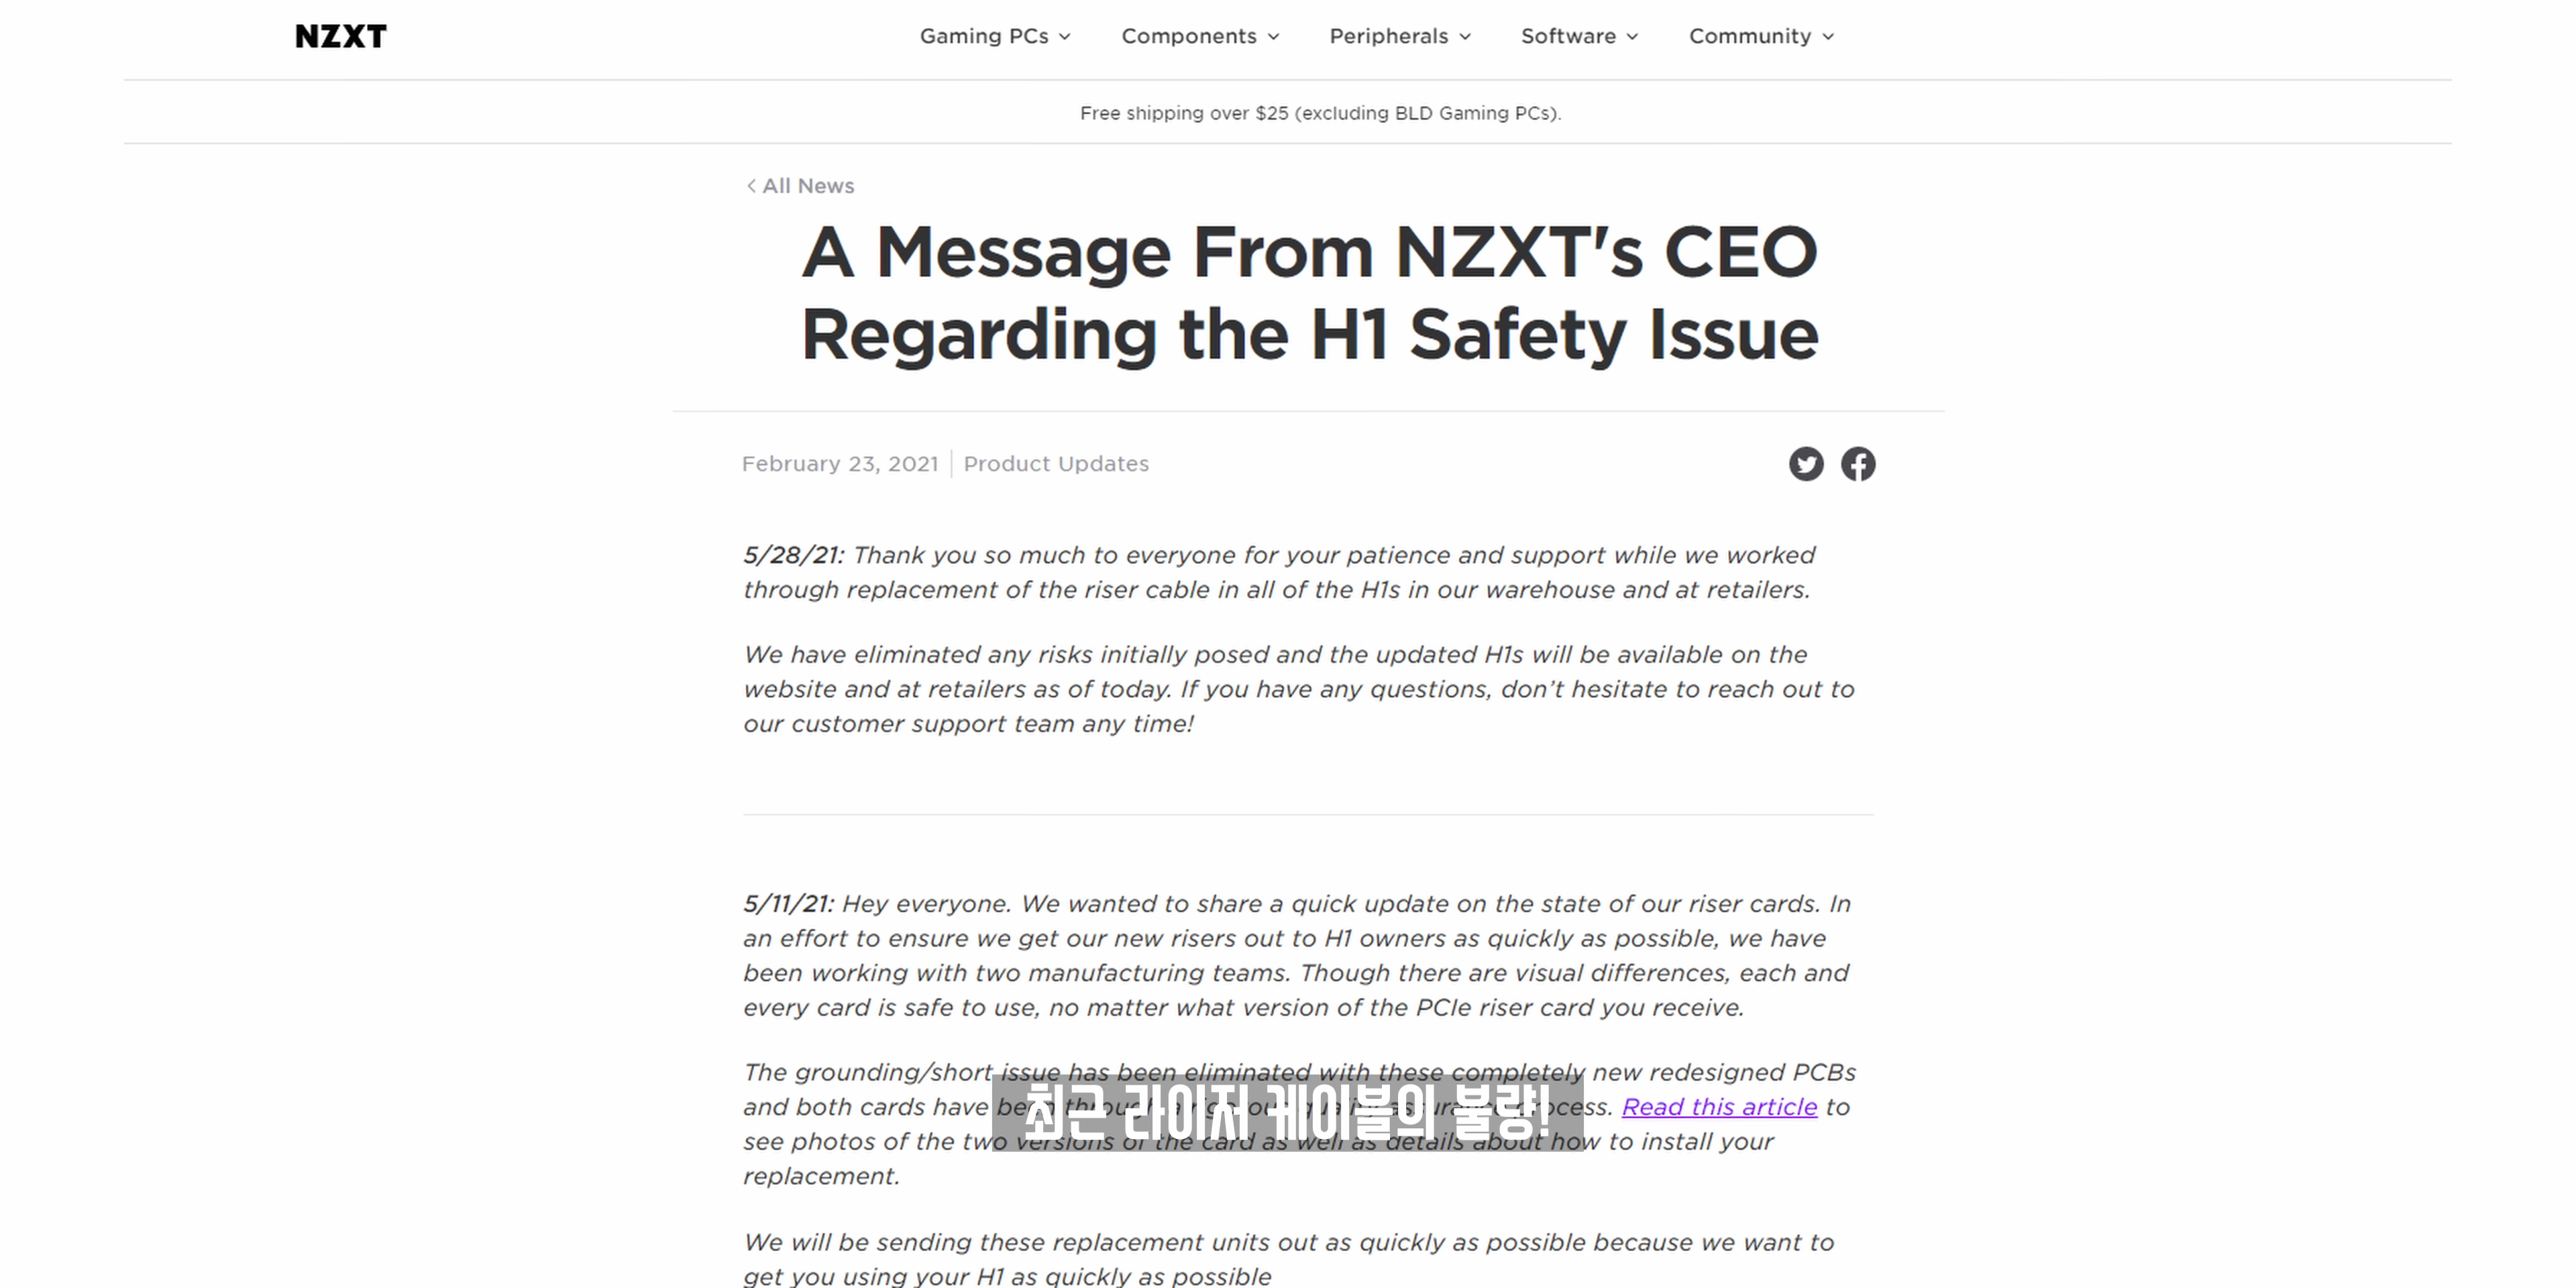 NZXT
Gaming PCs Components Peripherals Software Community
Free shipping over $25 (excluding BLD Gaming PCs).
All News
A Message From NZXT's CEO
Regarding the H1 Safety Issue
February 23, 2021 Product Updates
5/28/21: Thank you so much to everyone for your patience and support while we worked
through replacement of the riser cable in all of the H1s in our warehouse and at retailers.
We have eliminated any risks initially posed and the updated H1s will be available on the
website and at retailers as of today. If you have any questions, don’t hesitate to reach out to
our customer support team any time!
5/11/21: Hey everyone. We wanted to share a quick update on the state of our riser cards. In
an effort to ensure we get our new risers out to H1 owners as quickly as possible, we have
been working with two manufacturing teams. Though there are visual differences, each and
every card is safe to use, no matter what version of the PCIe riser card you receive.
The grounding/short issue has been eliminated with these completely new redesigned PCBs
and both cards have been through a rigorous quality assurance process. Read this article to
see photos of the two versions of the card as well as details about how to install your
replacement.
최근 라이저 케이블의 불량!
We will be sending these replacement units out as quickly as possible because we want to
get you using your H1 as quickly as possible